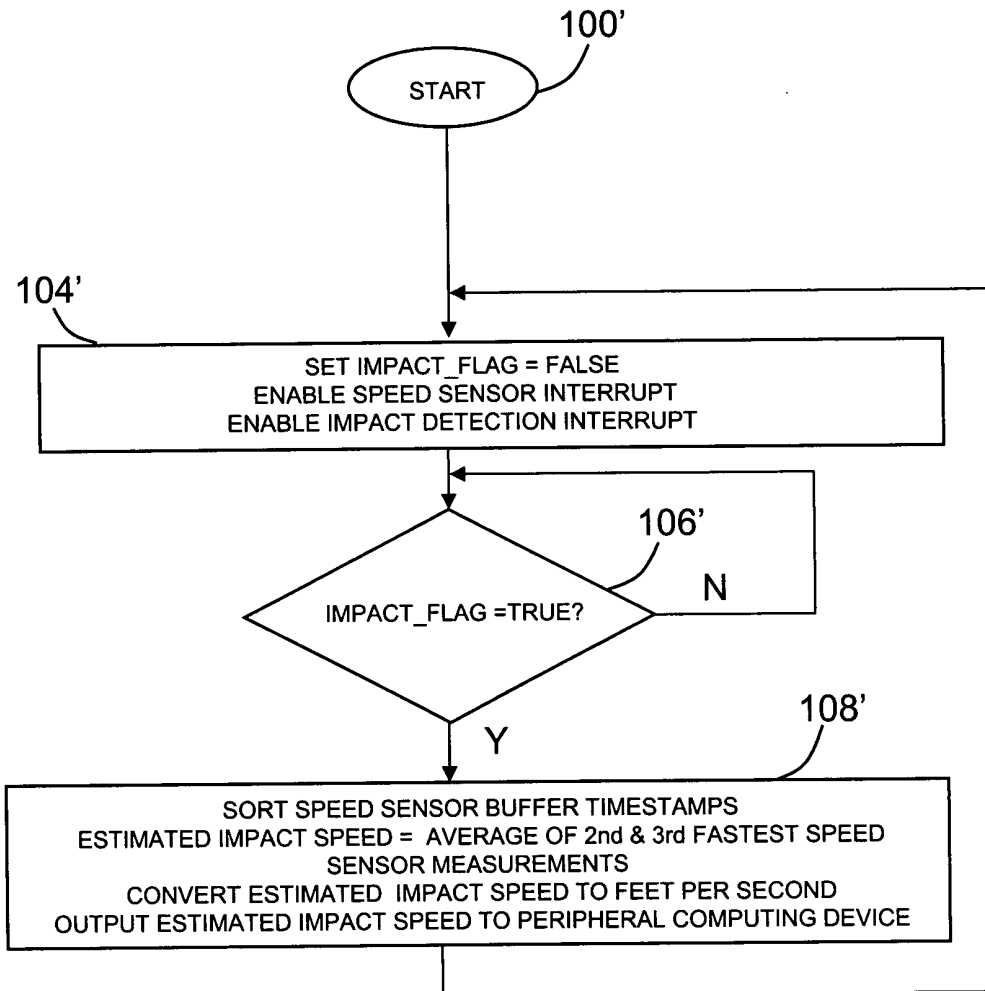 100'
START
104'
SET IMPACT_FLAG = FALSE
ENABLE SPEED SENSOR INTERRUPT
ENABLE IMPACT DETECTION INTERRUPT
106'
IMPACT_FLAG =TRUE?
N
Y
108'
SORT SPEED SENSOR BUFFER TIMESTAMPS
ESTIMATED IMPACT SPEED = AVERAGE OF 2nd & 3rd FASTEST SPEED
SENSOR MEASUREMENTS
CONVERT ESTIMATED IMPACT SPEED TO FEET PER SECOND
OUTPUT ESTIMATED IMPACT SPEED TO PERIPHERAL COMPUTING DEVICE